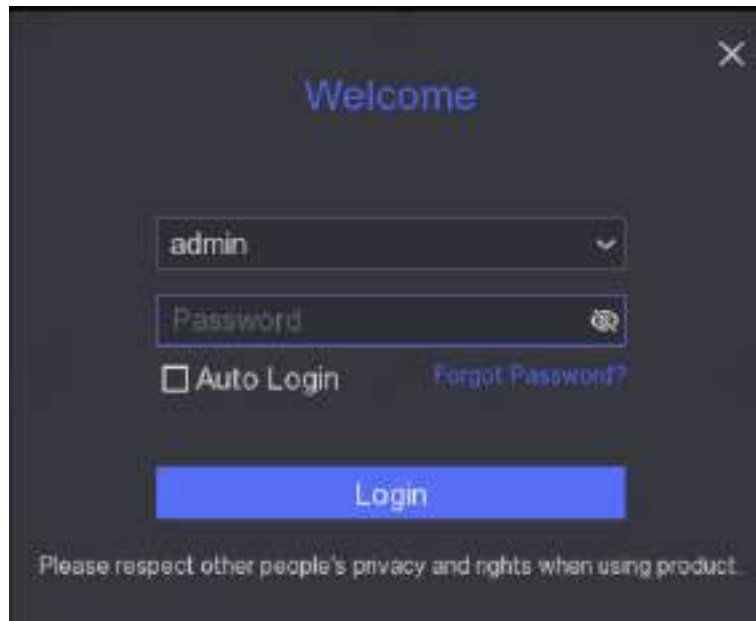 Welcome
admin
Password
Auto Login
Forgot Password?
Login
Please respect other people's privacy and rights when using product.